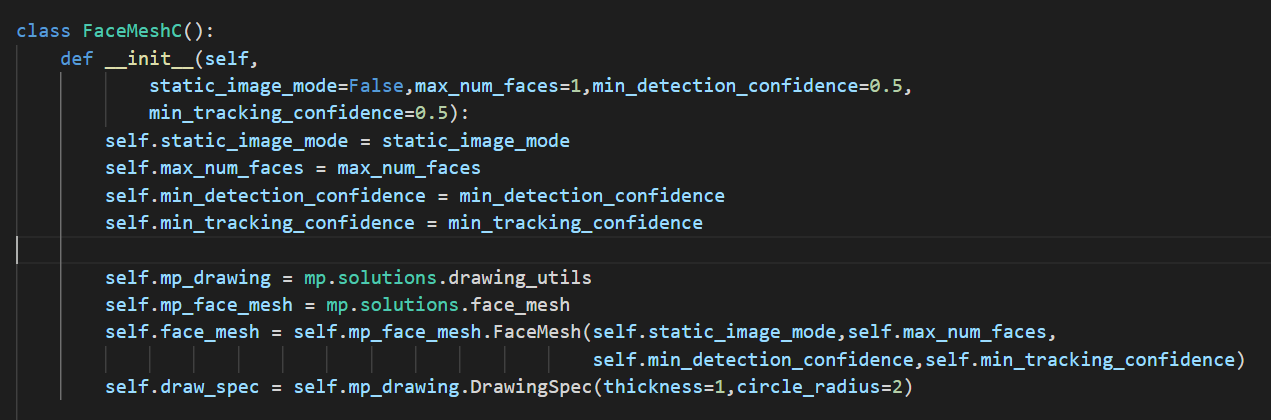 class FaceMeshC():
    def __init__(self,
            static_image_mode=False,max_num_faces=1,min_detection_confidence=0.5,
            min_tracking_confidence=0.5):
        self.static_image_mode = static_image_mode
        self.max_num_faces = max_num_faces
        self.min_detection_confidence = min_detection_confidence
        self.min_tracking_confidence = min_tracking_confidence

        self.mp_drawing = mp.solutions.drawing_utils
        self.mp_face_mesh = mp.solutions.face_mesh
        self.face_mesh = self.mp_face_mesh.FaceMesh(self.static_image_mode,self.max_num_faces,
                                                    self.min_detection_confidence,self.min_tracking_confidence)
        self.draw_spec = self.mp_drawing.DrawingSpec(thickness=1,circle_radius=2)